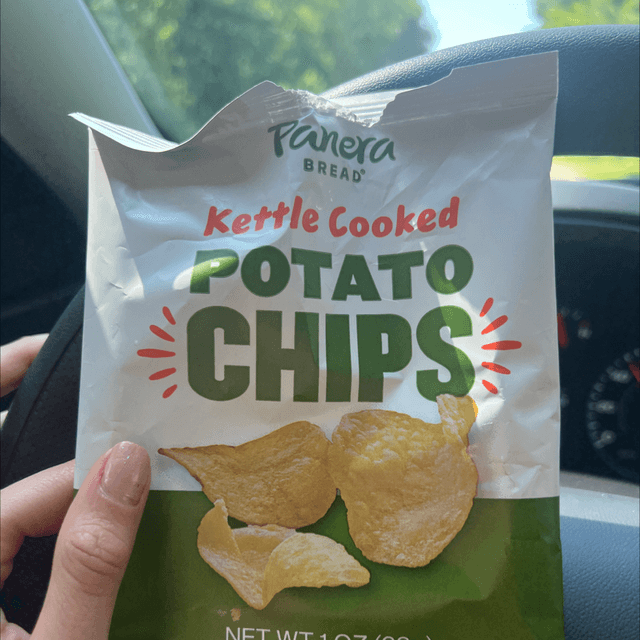 Panera
BREAD®
Kettle Cooked
POTATO
CHIPS
NET WT 1 OZ